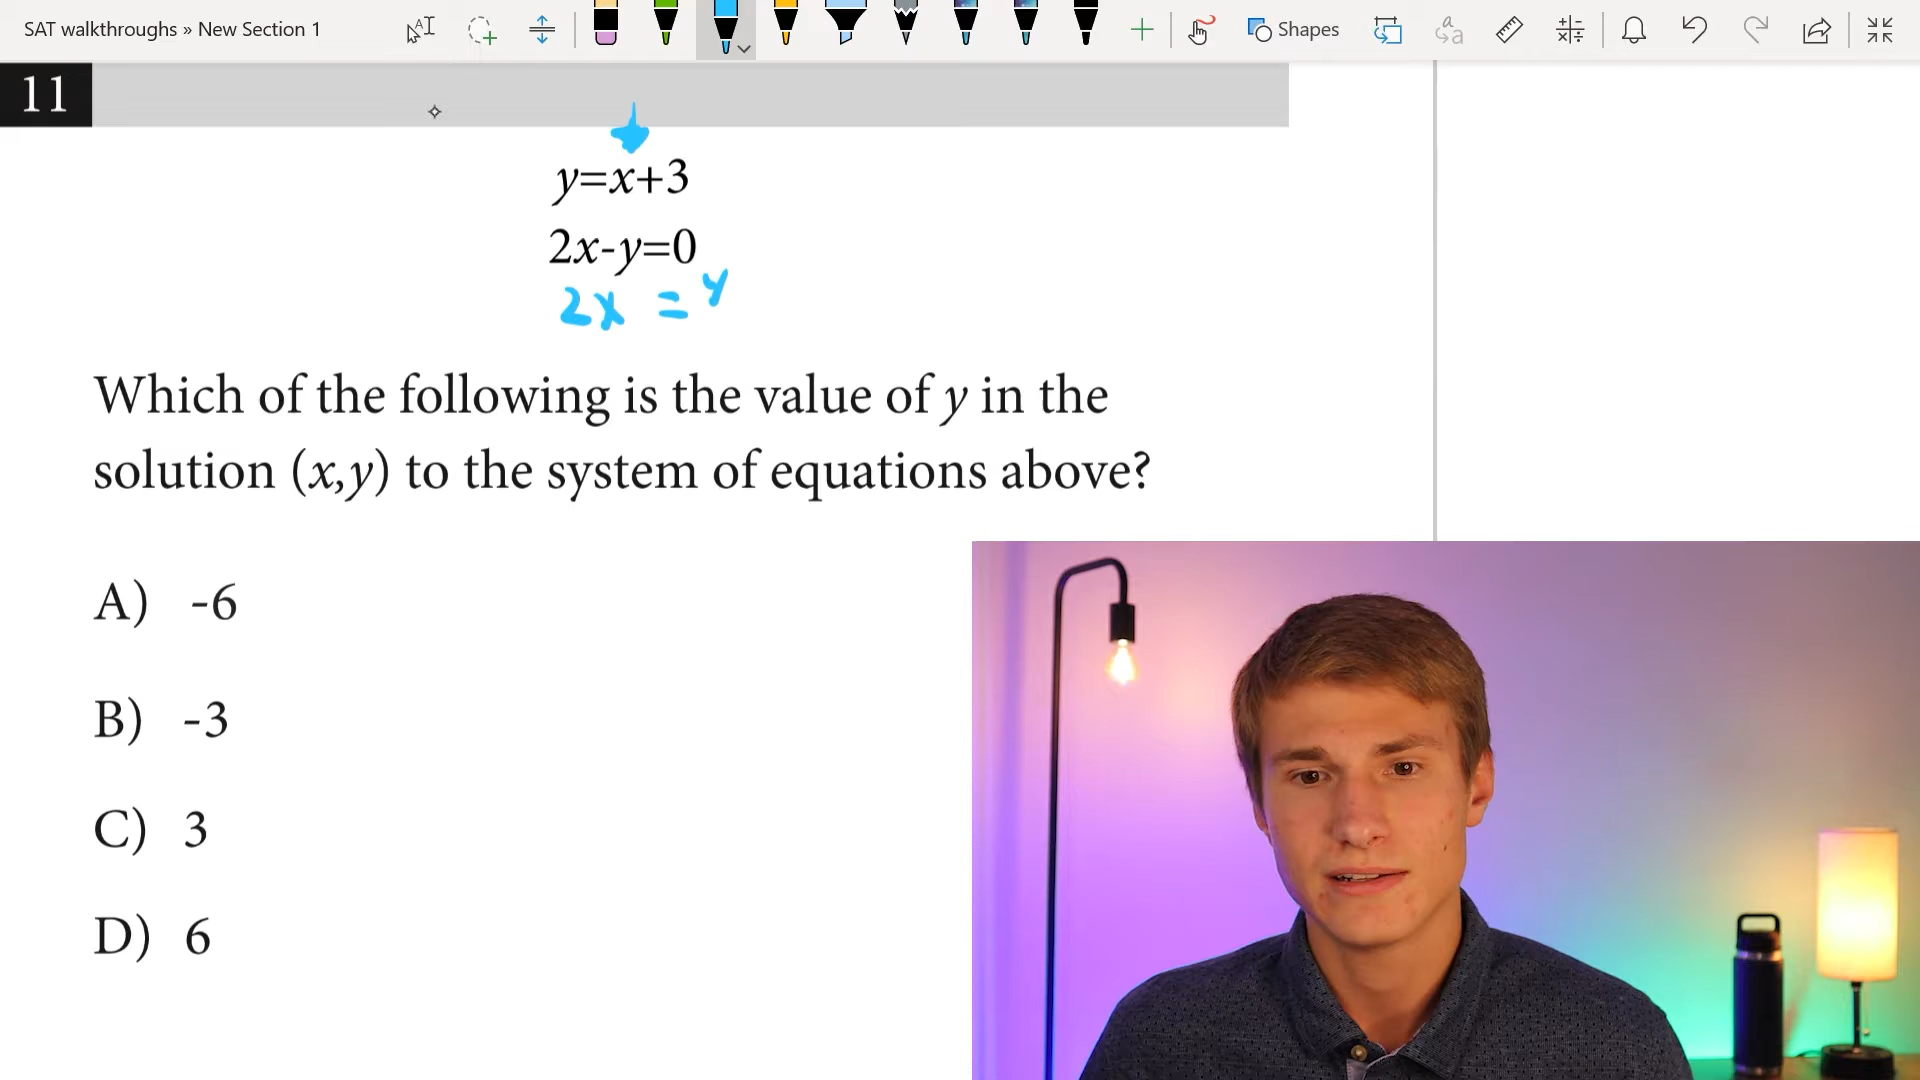 SAT walkthroughs » New Section 1
Shapes
11
y=x+3
2x-y=0
2x = y
Which of the following is the value of y in the
solution (x,y) to the system of equations above?
A) -6
B) -3
C) 3
D) 6